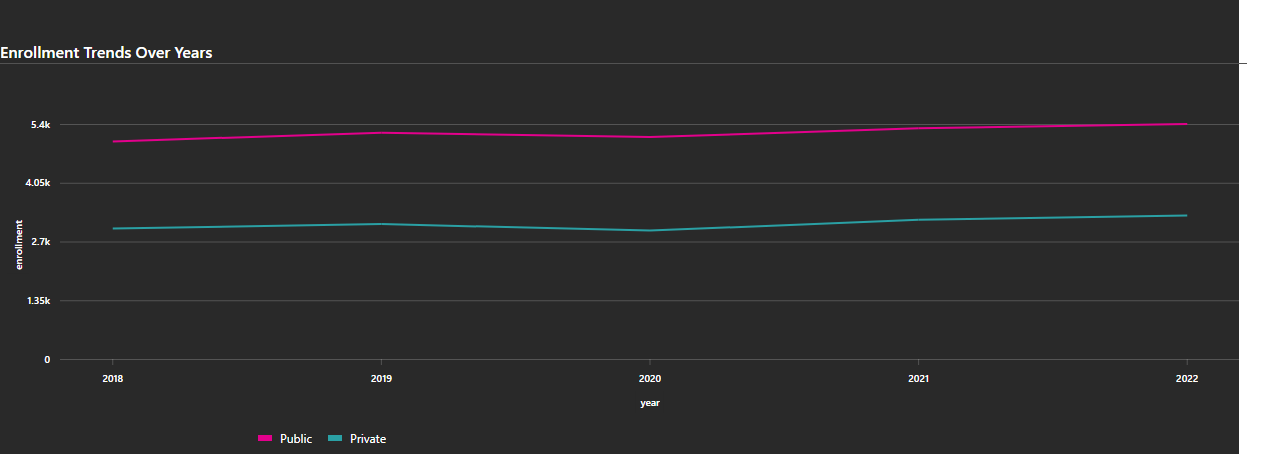 Enrollment Trends Over Years
5.4k
4.05k
2.7k
1.35k
0
enrollment
2018 2019 2020 2021 2022
year
Public Private